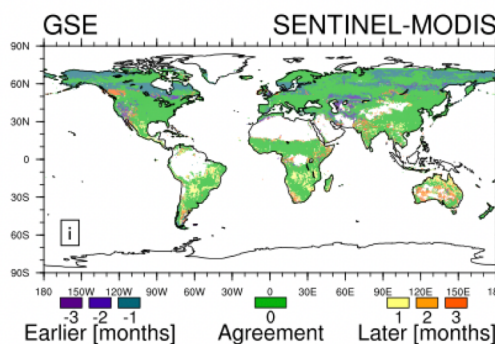 GSE SENTINEL-MODIS
90N
60N
30N
0
30S
60S
90S
i
180 150W 120W 90W 60W 30W 0 30E 60E 90E 120E 150E 180
-3 -2 -1 0 1 2 3
Earlier [months] Agreement Later [months]